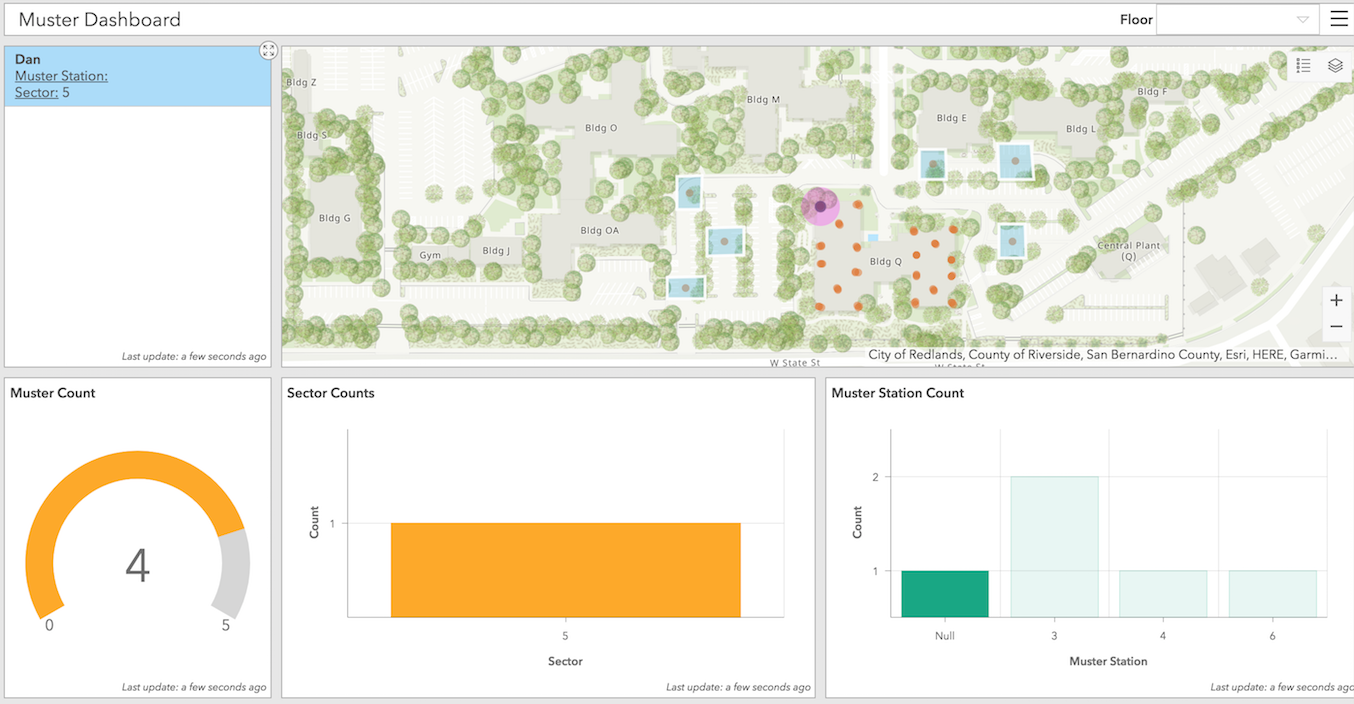 Muster Dashboard
Floor
Dan
Muster Station:
Sector: 5
Last update: a few seconds ago
Bldg Z
Bldg S
Bldg G
Gym
Bldg J
Bldg O
Bldg OA
Bldg M
Bldg Q
Bldg E
Bldg L
Bldg F
Central Plant
(Q)
+
−
W State St
W State St
City of Redlands, County of Riverside, San Bernardino County, Esri, HERE, Garmi...
Muster Count
4
0
5
Last update: a few seconds ago
Sector Counts
Count
1
5
Sector
Last update: a few seconds ago
Muster Station Count
Count
2
1
Null
3
4
6
Muster Station
Last update: a few seconds ago